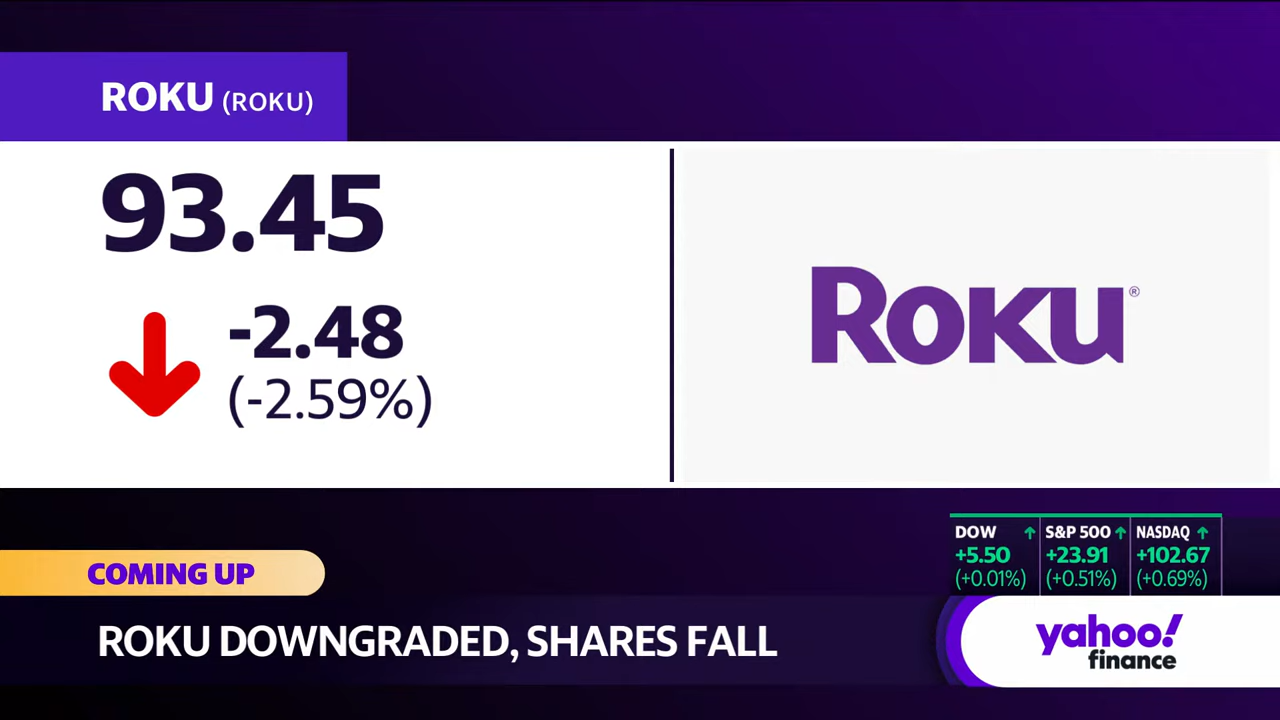 ROKU (ROKU)
93.45
-2.48
(-2.59%)
Roku®
DOW
+5.50
(+0.01%)
S&P 500
+23.91
(+0.51%)
NASDAQ
+102.67
(+0.69%)
COMING UP
ROKU DOWNGRADED, SHARES FALL
yahoo!
finance